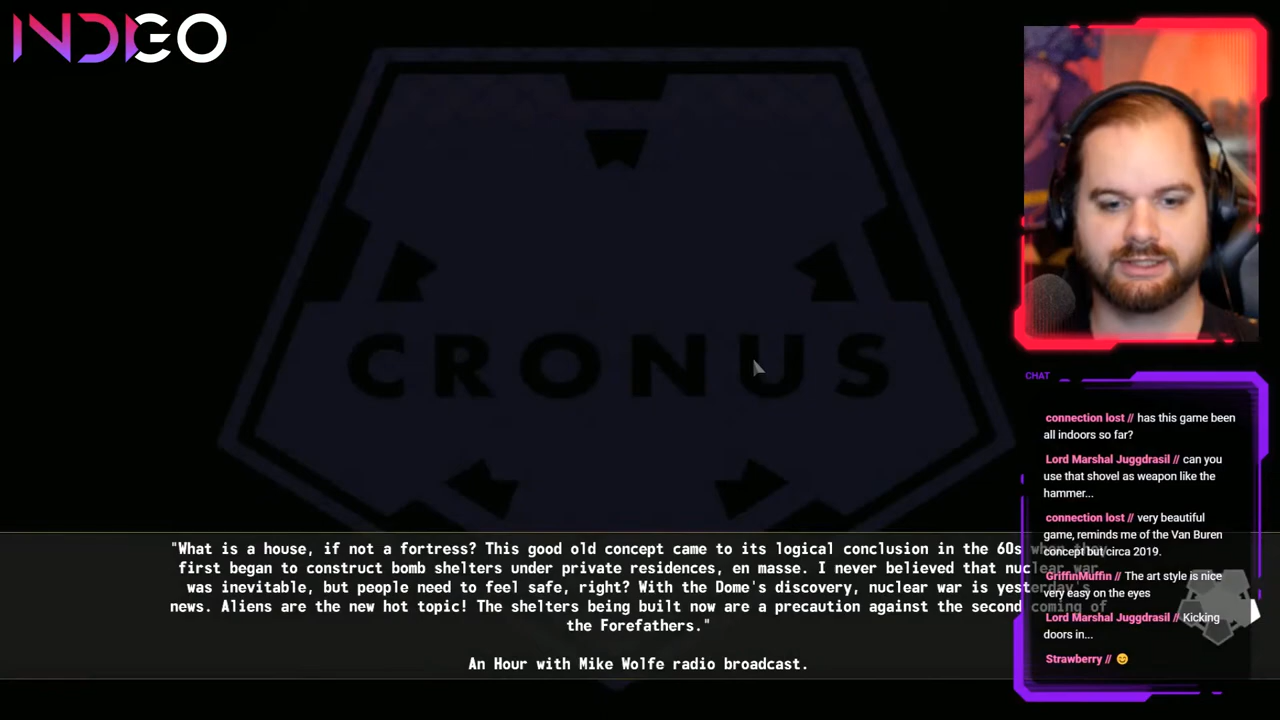 INDIGO
CRONUS
"What is a house, if not a fortress? This good old concept came to its logical conclusion in the 60s when they
first began to construct bomb shelters under private residences, en masse. I never believed that nuclear war
was inevitable, but people need to feel safe, right? With the Dome's discovery, nuclear war is yesterday's
news. Aliens are the new hot topic! The shelters being built now are a precaution against the second coming of
the Forefathers."
An Hour with Mike Wolfe radio broadcast.
CHAT
connection lost // has this game been
all indoors so far?
Lord Marshal Juggdrasil // can you
use that shovel as weapon like the
hammer...
connection lost // very beautiful
game, reminds me of the Van Buren
concept but circa 2019.
GriffinMuffin // The art style is nice
very easy on the eyes
Lord Marshal Juggdrasil // Kicking
doors in...
Strawberry // 😊